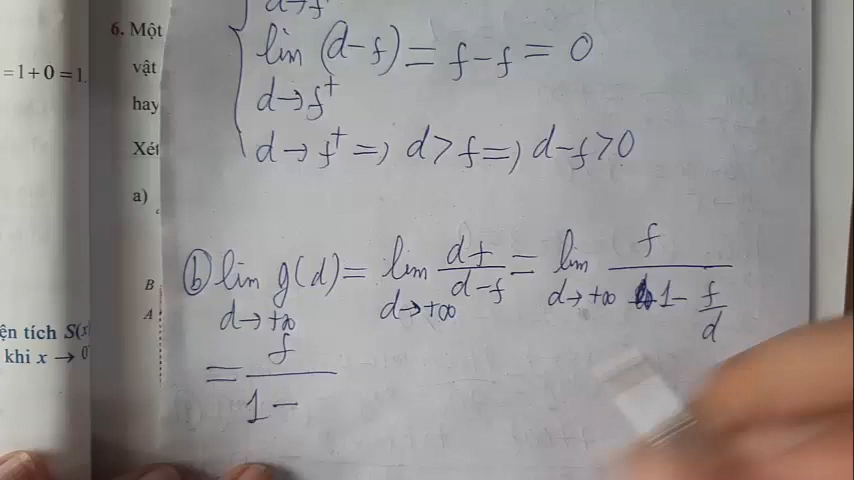 d→f
lim (d-f) = f-f = 0
d→f⁺
d→f⁺ => d>f => d-f>0
ⓑ lim g(d) = lim df/(d-f) = lim f/(1 - f/d)
d→+∞ d→+∞ d→+∞
= f/(1 -
6. Một
vật
hay
Xét
a)
B
A
=1+0=1.
ện tích S(x
khi x → 0